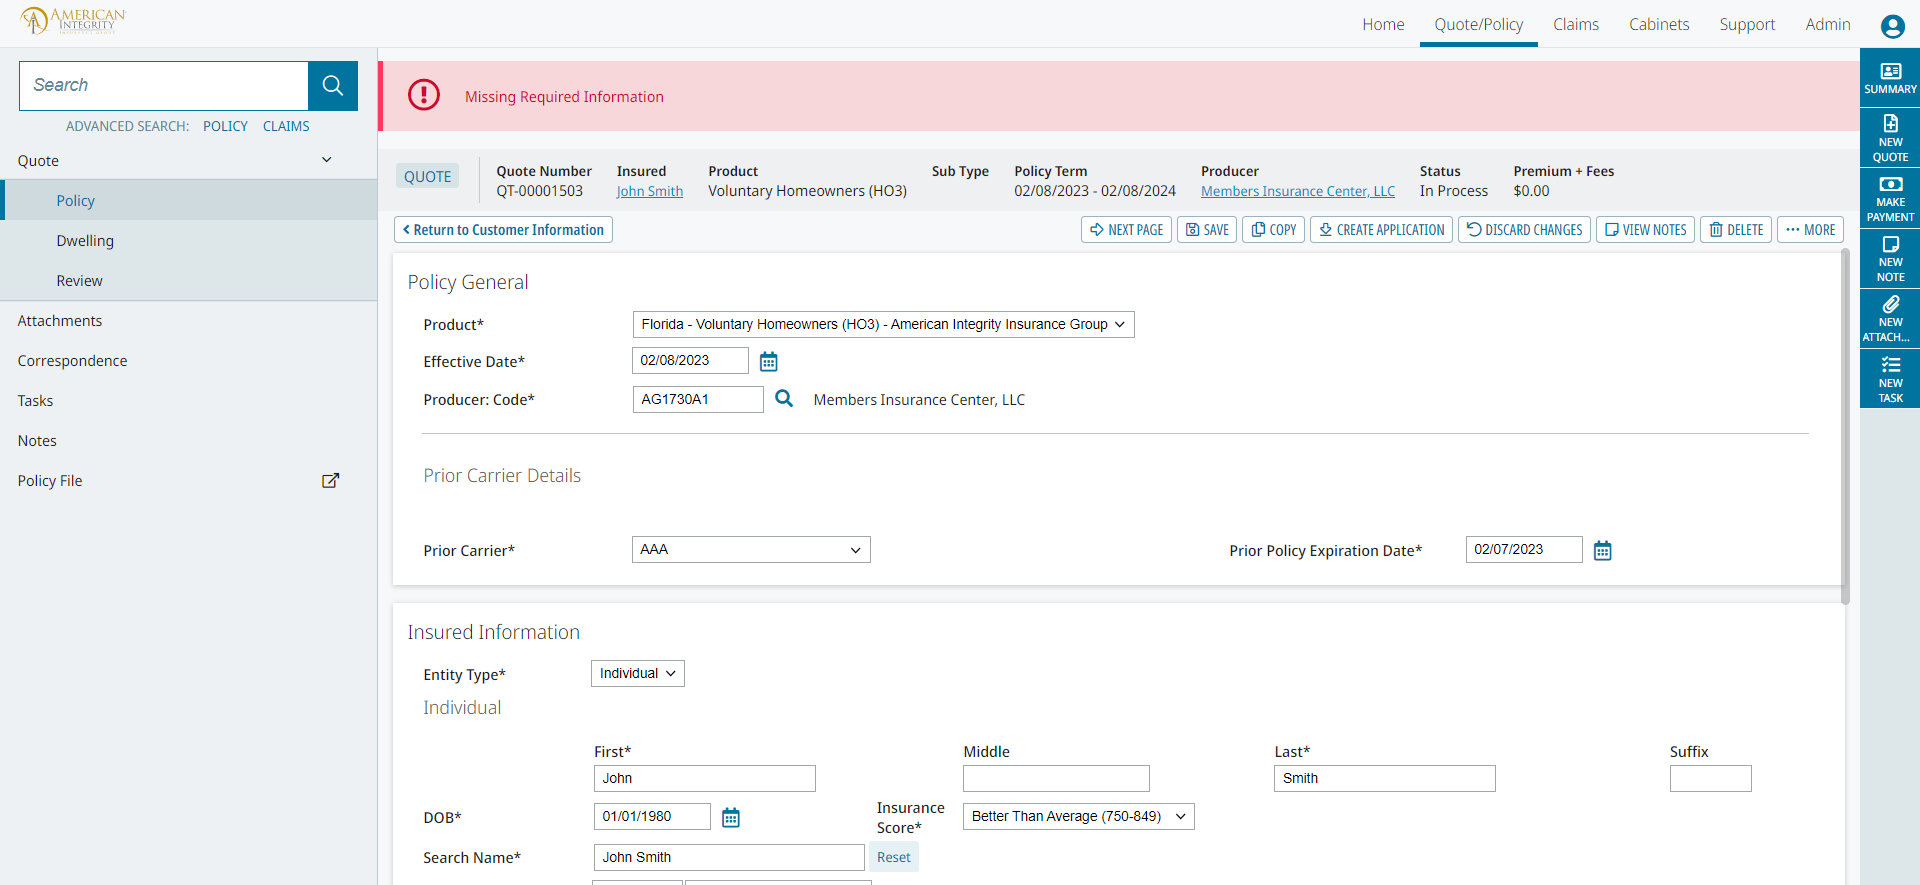 AMERICAN
INTEGRITY
INSURANCE GROUP
Home
Quote/Policy
Claims
Cabinets
Support
Admin
Search
ADVANCED SEARCH: POLICY CLAIMS
Quote
Policy
Dwelling
Review
Attachments
Correspondence
Tasks
Notes
Policy File
Missing Required Information
QUOTE
Quote Number
QT-00001503
Insured
John Smith
Product
Voluntary Homeowners (HO3)
Sub Type
Policy Term
02/08/2023 - 02/08/2024
Producer
Members Insurance Center, LLC
Status
In Process
Premium + Fees
$0.00
Return to Customer Information
NEXT PAGE
SAVE
COPY
CREATE APPLICATION
DISCARD CHANGES
VIEW NOTES
DELETE
MORE
Policy General
Product* Florida - Voluntary Homeowners (HO3) - American Integrity Insurance Group
Effective Date* 02/08/2023
Producer: Code* AG1730A1 Members Insurance Center, LLC
Prior Carrier Details
Prior Carrier* AAA Prior Policy Expiration Date* 02/07/2023
Insured Information
Entity Type* Individual
Individual
First* Middle Last* Suffix
John Smith
DOB* 01/01/1980 Insurance Score* Better Than Average (750-849)
Search Name* John Smith Reset
SUMMARY
NEW
QUOTE
MAKE
PAYMENT
NEW
NOTE
NEW
ATTACH...
NEW
TASK